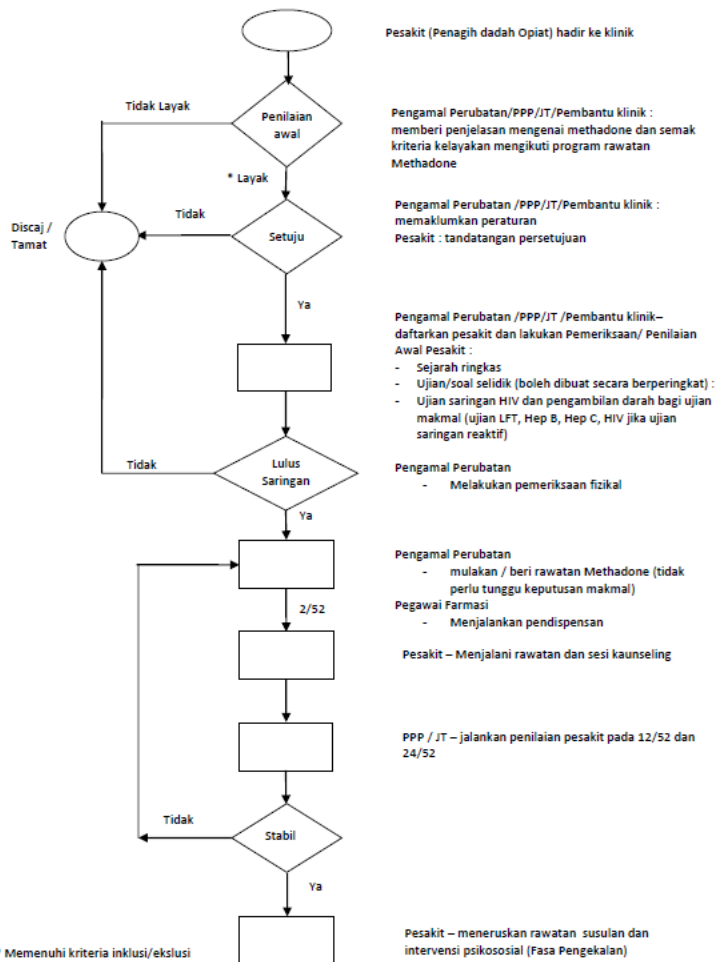 Pesakit (Penagih dadah Opiat) hadir ke klinik
Tidak Layak
Penilaian
awal
Pengamal Perubatan/PPP/JT/Pembantu klinik :
memberi penjelasan mengenai methadone dan semak
kriteria kelayakan mengikuti program rawatan
Methadone
* Layak
Discaj /
Tamat
Tidak
Setuju
Pengamal Perubatan /PPP/JT/Pembantu klinik :
memaklumkan peraturan
Pesakit : tandatangan persetujuan
Ya
Pengamal Perubatan /PPP/JT /Pembantu klinik–
daftarkan pesakit dan lakukan Pemeriksaan/ Penilaian
Awal Pesakit :
- Sejarah ringkas
- Ujian/soal selidik (boleh dibuat secara berperingkat) :
- Ujian saringan HIV dan pengambilan darah bagi ujian
makmal (ujian LFT, Hep B, Hep C, HIV jika ujian
saringan reaktif)
Tidak
Lulus
Saringan
Pengamal Perubatan
- Melakukan pemeriksaan fizikal
Ya
Pengamal Perubatan
- mulakan / beri rawatan Methadone (tidak
perlu tunggu keputusan makmal)
Pegawai Farmasi
- Menjalankan pendispensan
2/52
Pesakit – Menjalani rawatan dan sesi kaunseling
PPP / JT – jalankan penilaian pesakit pada 12/52 dan
24/52
Tidak
Stabil
Ya
Pesakit – meneruskan rawatan susulan dan
intervensi psikososial (Fasa Pengekalan)
* Memenuhi kriteria inklusi/ekslusi